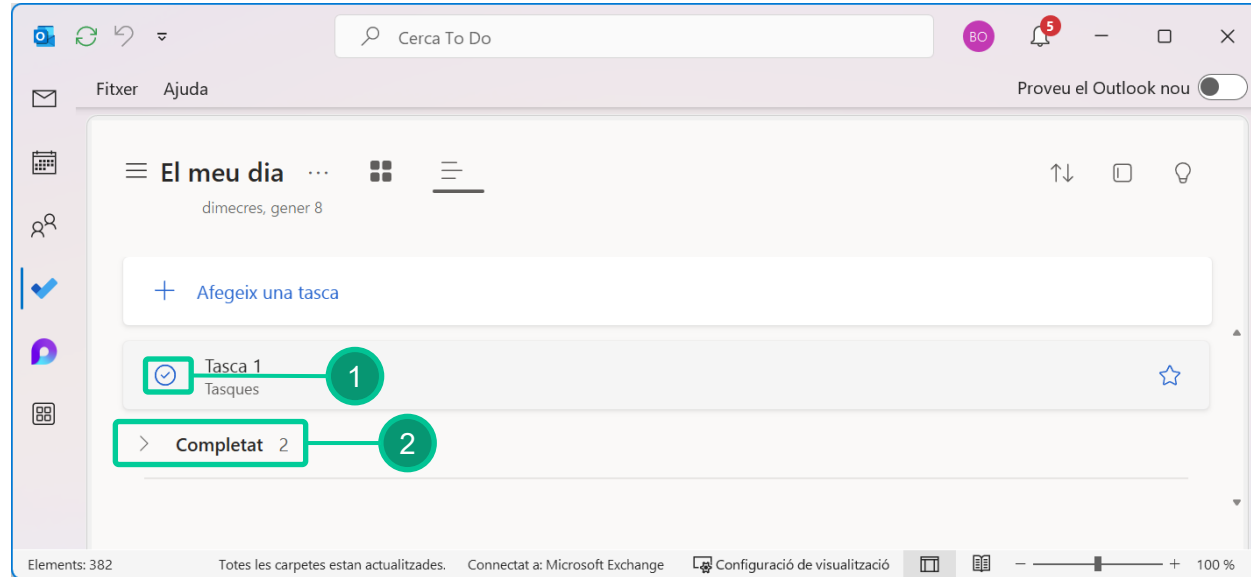 Cerca To Do
BO
5
Fitxer Ajuda
Proveu el Outlook nou
El meu dia ...
dimecres, gener 8
+ Afegeix una tasca
Tasca 1
Tasques
1
Completat 2
2
Elements: 382 Totes les carpetes estan actualitzades. Connectat a: Microsoft Exchange Configuració de visualització 100 %